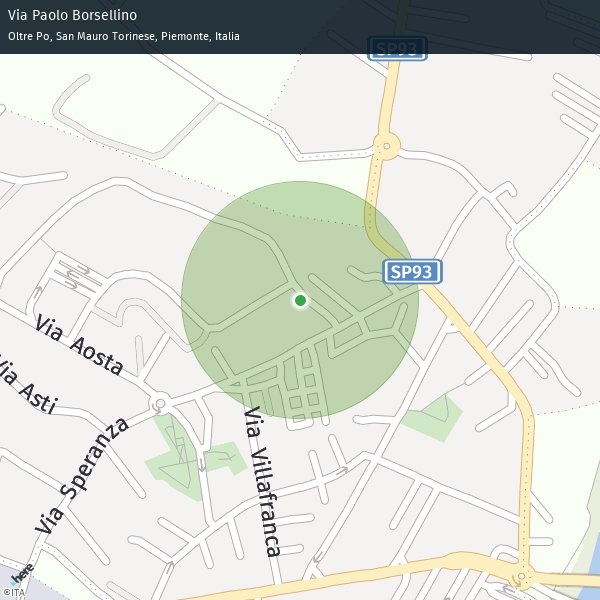 Via Paolo Borsellino
Oltre Po, San Mauro Torinese, Piemonte, Italia
SP93
SP93
Via Aosta
Via Asti
Via Speranza
Via Villafranca
here
©ITA